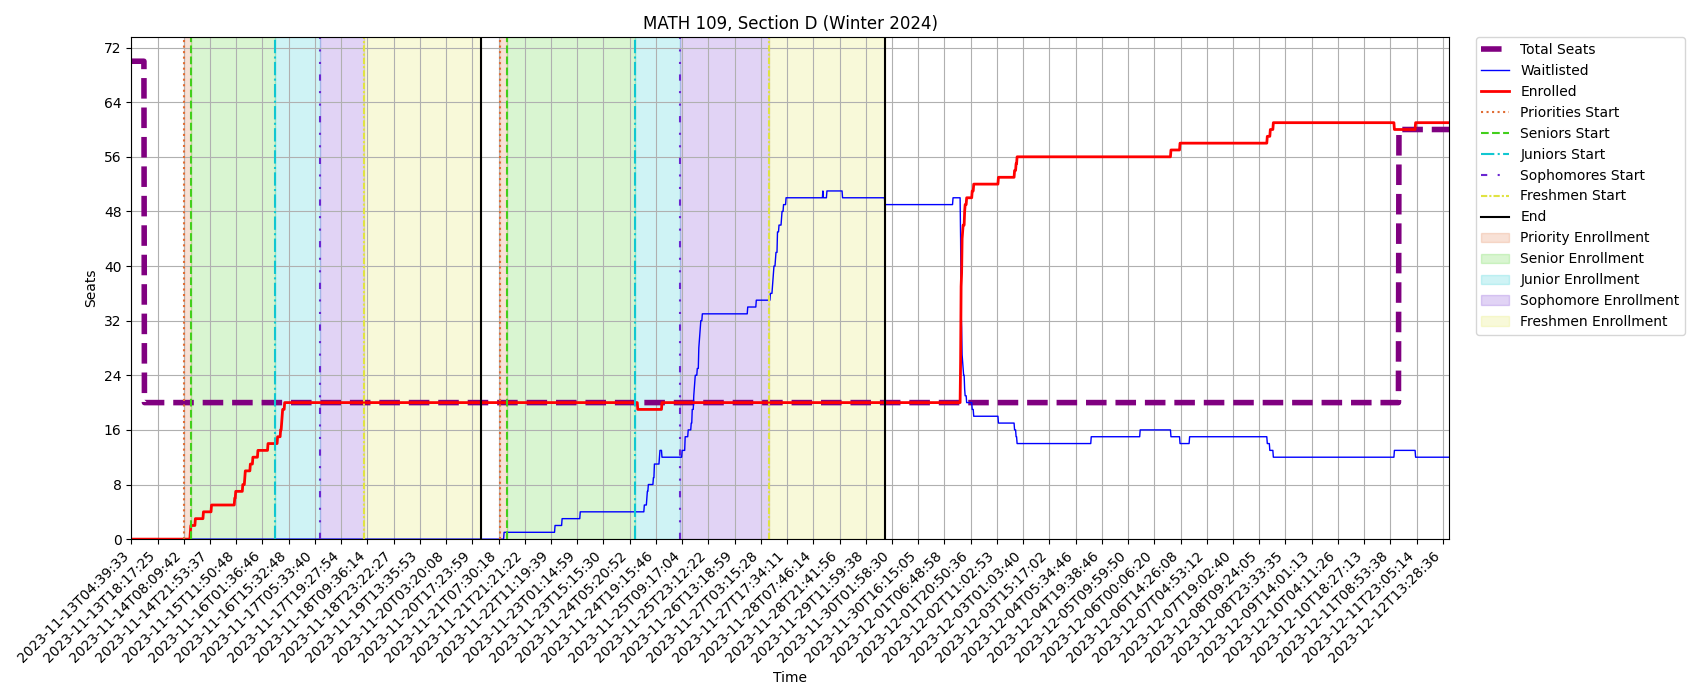 MATH 109, Section D (Winter 2024)
72
64
56
48
40
32
24
16
8
0
Seats
2023-11-13T04:39:33
2023-11-13T18:17:25
2023-11-14T08:09:42
2023-11-14T21:53:37
2023-11-15T11:50:48
2023-11-16T01:36:46
2023-11-16T15:32:48
2023-11-17T05:33:40
2023-11-17T19:27:54
2023-11-18T09:36:14
2023-11-18T23:22:27
2023-11-19T13:35:53
2023-11-20T03:20:08
2023-11-20T17:23:59
2023-11-21T07:30:18
2023-11-21T21:21:22
2023-11-22T11:19:39
2023-11-23T01:14:59
2023-11-23T15:15:30
2023-11-24T05:20:52
2023-11-24T19:15:46
2023-11-25T09:17:04
2023-11-25T23:12:22
2023-11-26T13:18:59
2023-11-27T03:15:28
2023-11-27T17:34:11
2023-11-28T07:46:14
2023-11-28T21:41:56
2023-11-29T11:59:38
2023-11-30T01:58:30
2023-11-30T16:15:05
2023-12-01T06:48:58
2023-12-01T20:50:36
2023-12-02T11:02:53
2023-12-03T01:03:40
2023-12-03T15:17:02
2023-12-04T05:34:46
2023-12-04T19:38:46
2023-12-05T09:59:50
2023-12-06T00:06:20
2023-12-06T14:26:08
2023-12-07T04:53:12
2023-12-07T19:02:40
2023-12-08T09:24:05
2023-12-08T23:33:35
2023-12-09T14:01:13
2023-12-10T04:11:26
2023-12-10T18:27:13
2023-12-11T08:53:38
2023-12-11T23:05:14
2023-12-12T13:28:36
Time
Total Seats
Waitlisted
Enrolled
Priorities Start
Seniors Start
Juniors Start
Sophomores Start
Freshmen Start
End
Priority Enrollment
Senior Enrollment
Junior Enrollment
Sophomore Enrollment
Freshmen Enrollment